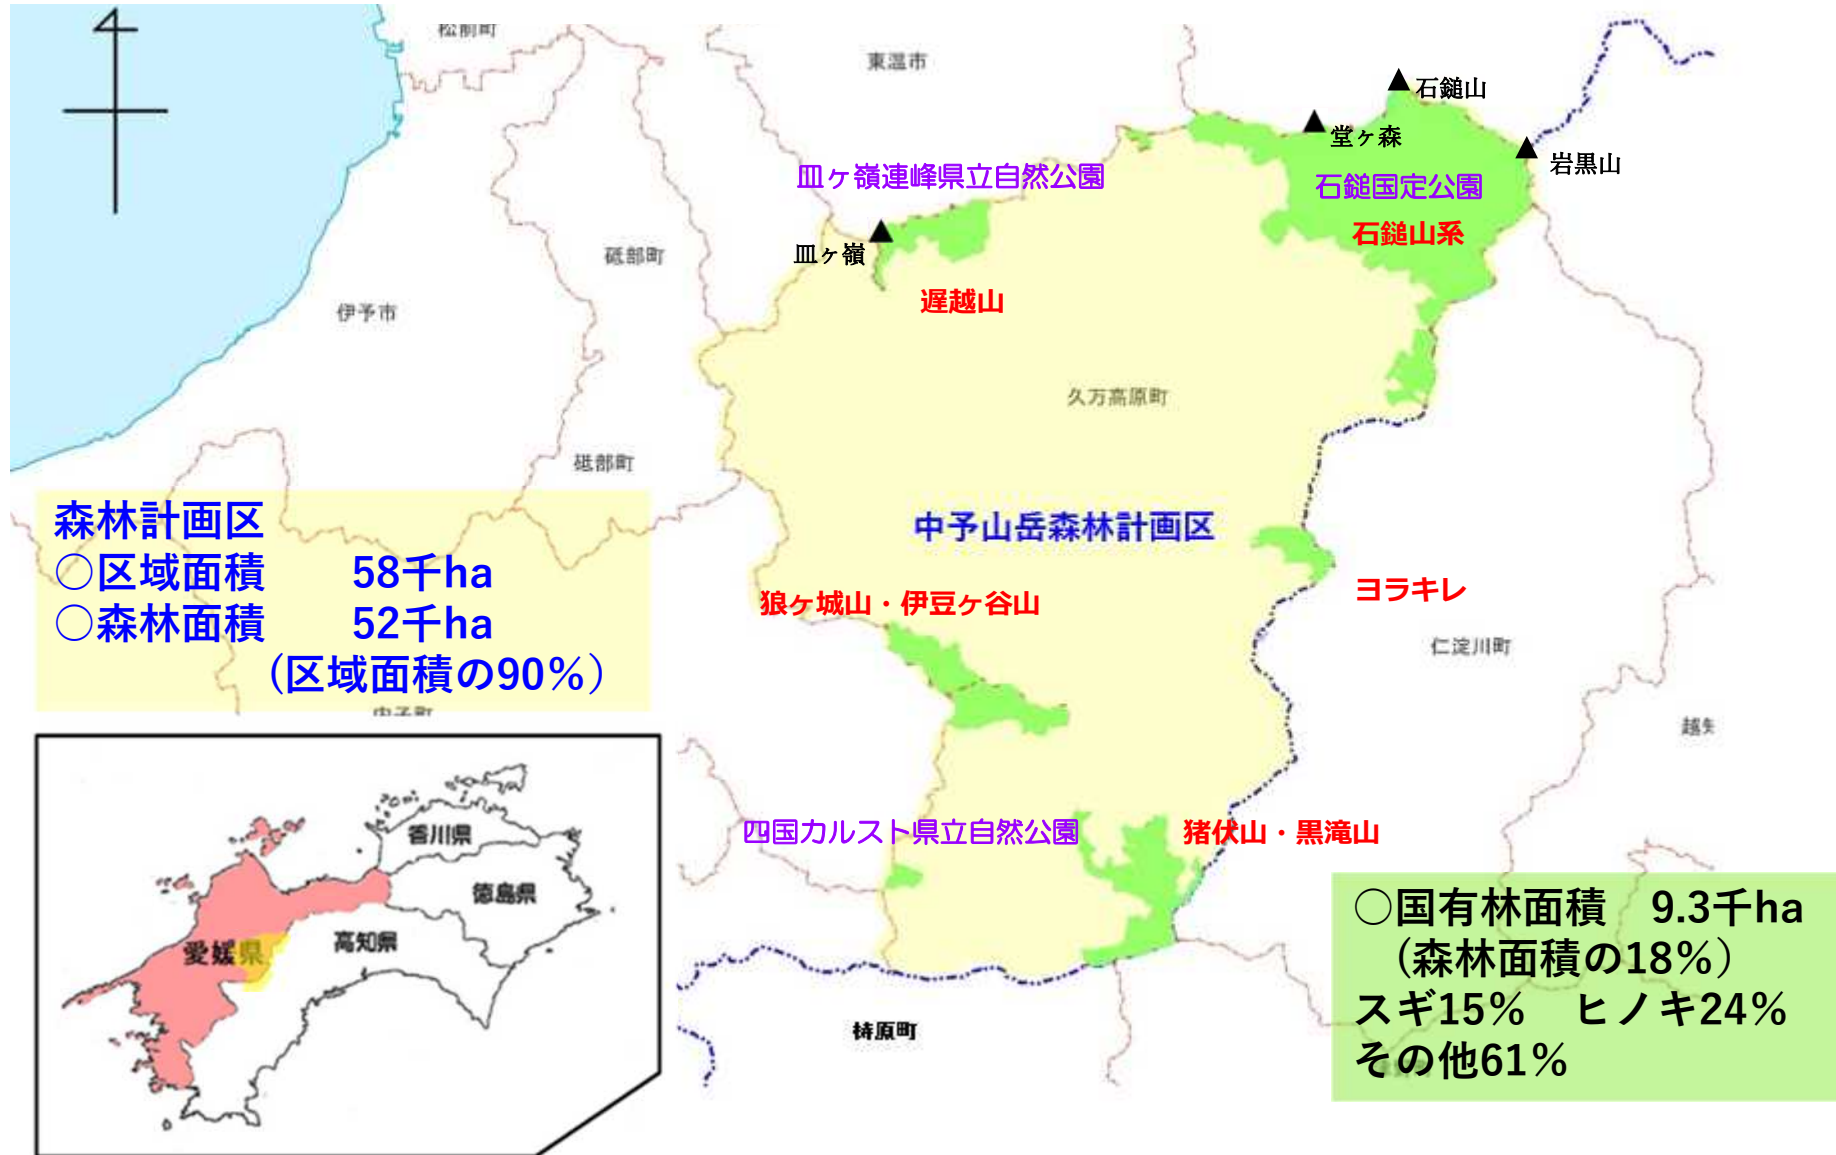 松前町
東温市
石鎚山
堂ヶ森
岩黒山
皿ヶ嶺連峰県立自然公園
石鎚国定公園
石鎚山系
皿ヶ嶺
砥部町
遅越山
伊予市
久万高原町
砥部町
中予山岳森林計画区
森林計画区
○区域面積 58千ha
○森林面積 52千ha
(区域面積の90%)
狼ヶ城山・伊豆ヶ谷山
ヨラキレ
仁淀川町
内子町
越知
四国カルスト県立自然公園
猪伏山・黒滝山
香川県
徳島県
高知県
愛媛県
梼原町
○国有林面積 9.3千ha
(森林面積の18%)
スギ15% ヒノキ24%
その他61%